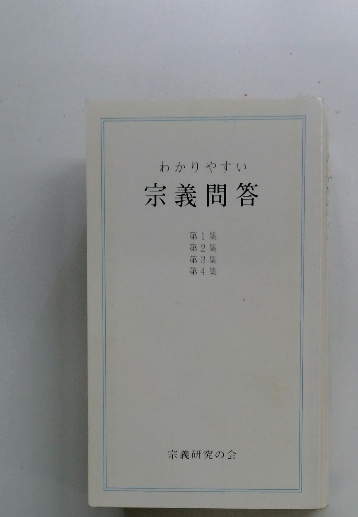 わかりやすい
宗義問答
第1集
第2集
第3集
第4集
宗義研究の会